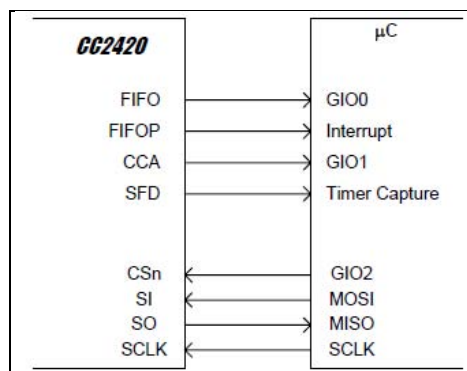 CC2420 µC
FIFO GIO0
FIFOP Interrupt
CCA GIO1
SFD Timer Capture
CSn GIO2
SI MOSI
SO MISO
SCLK SCLK